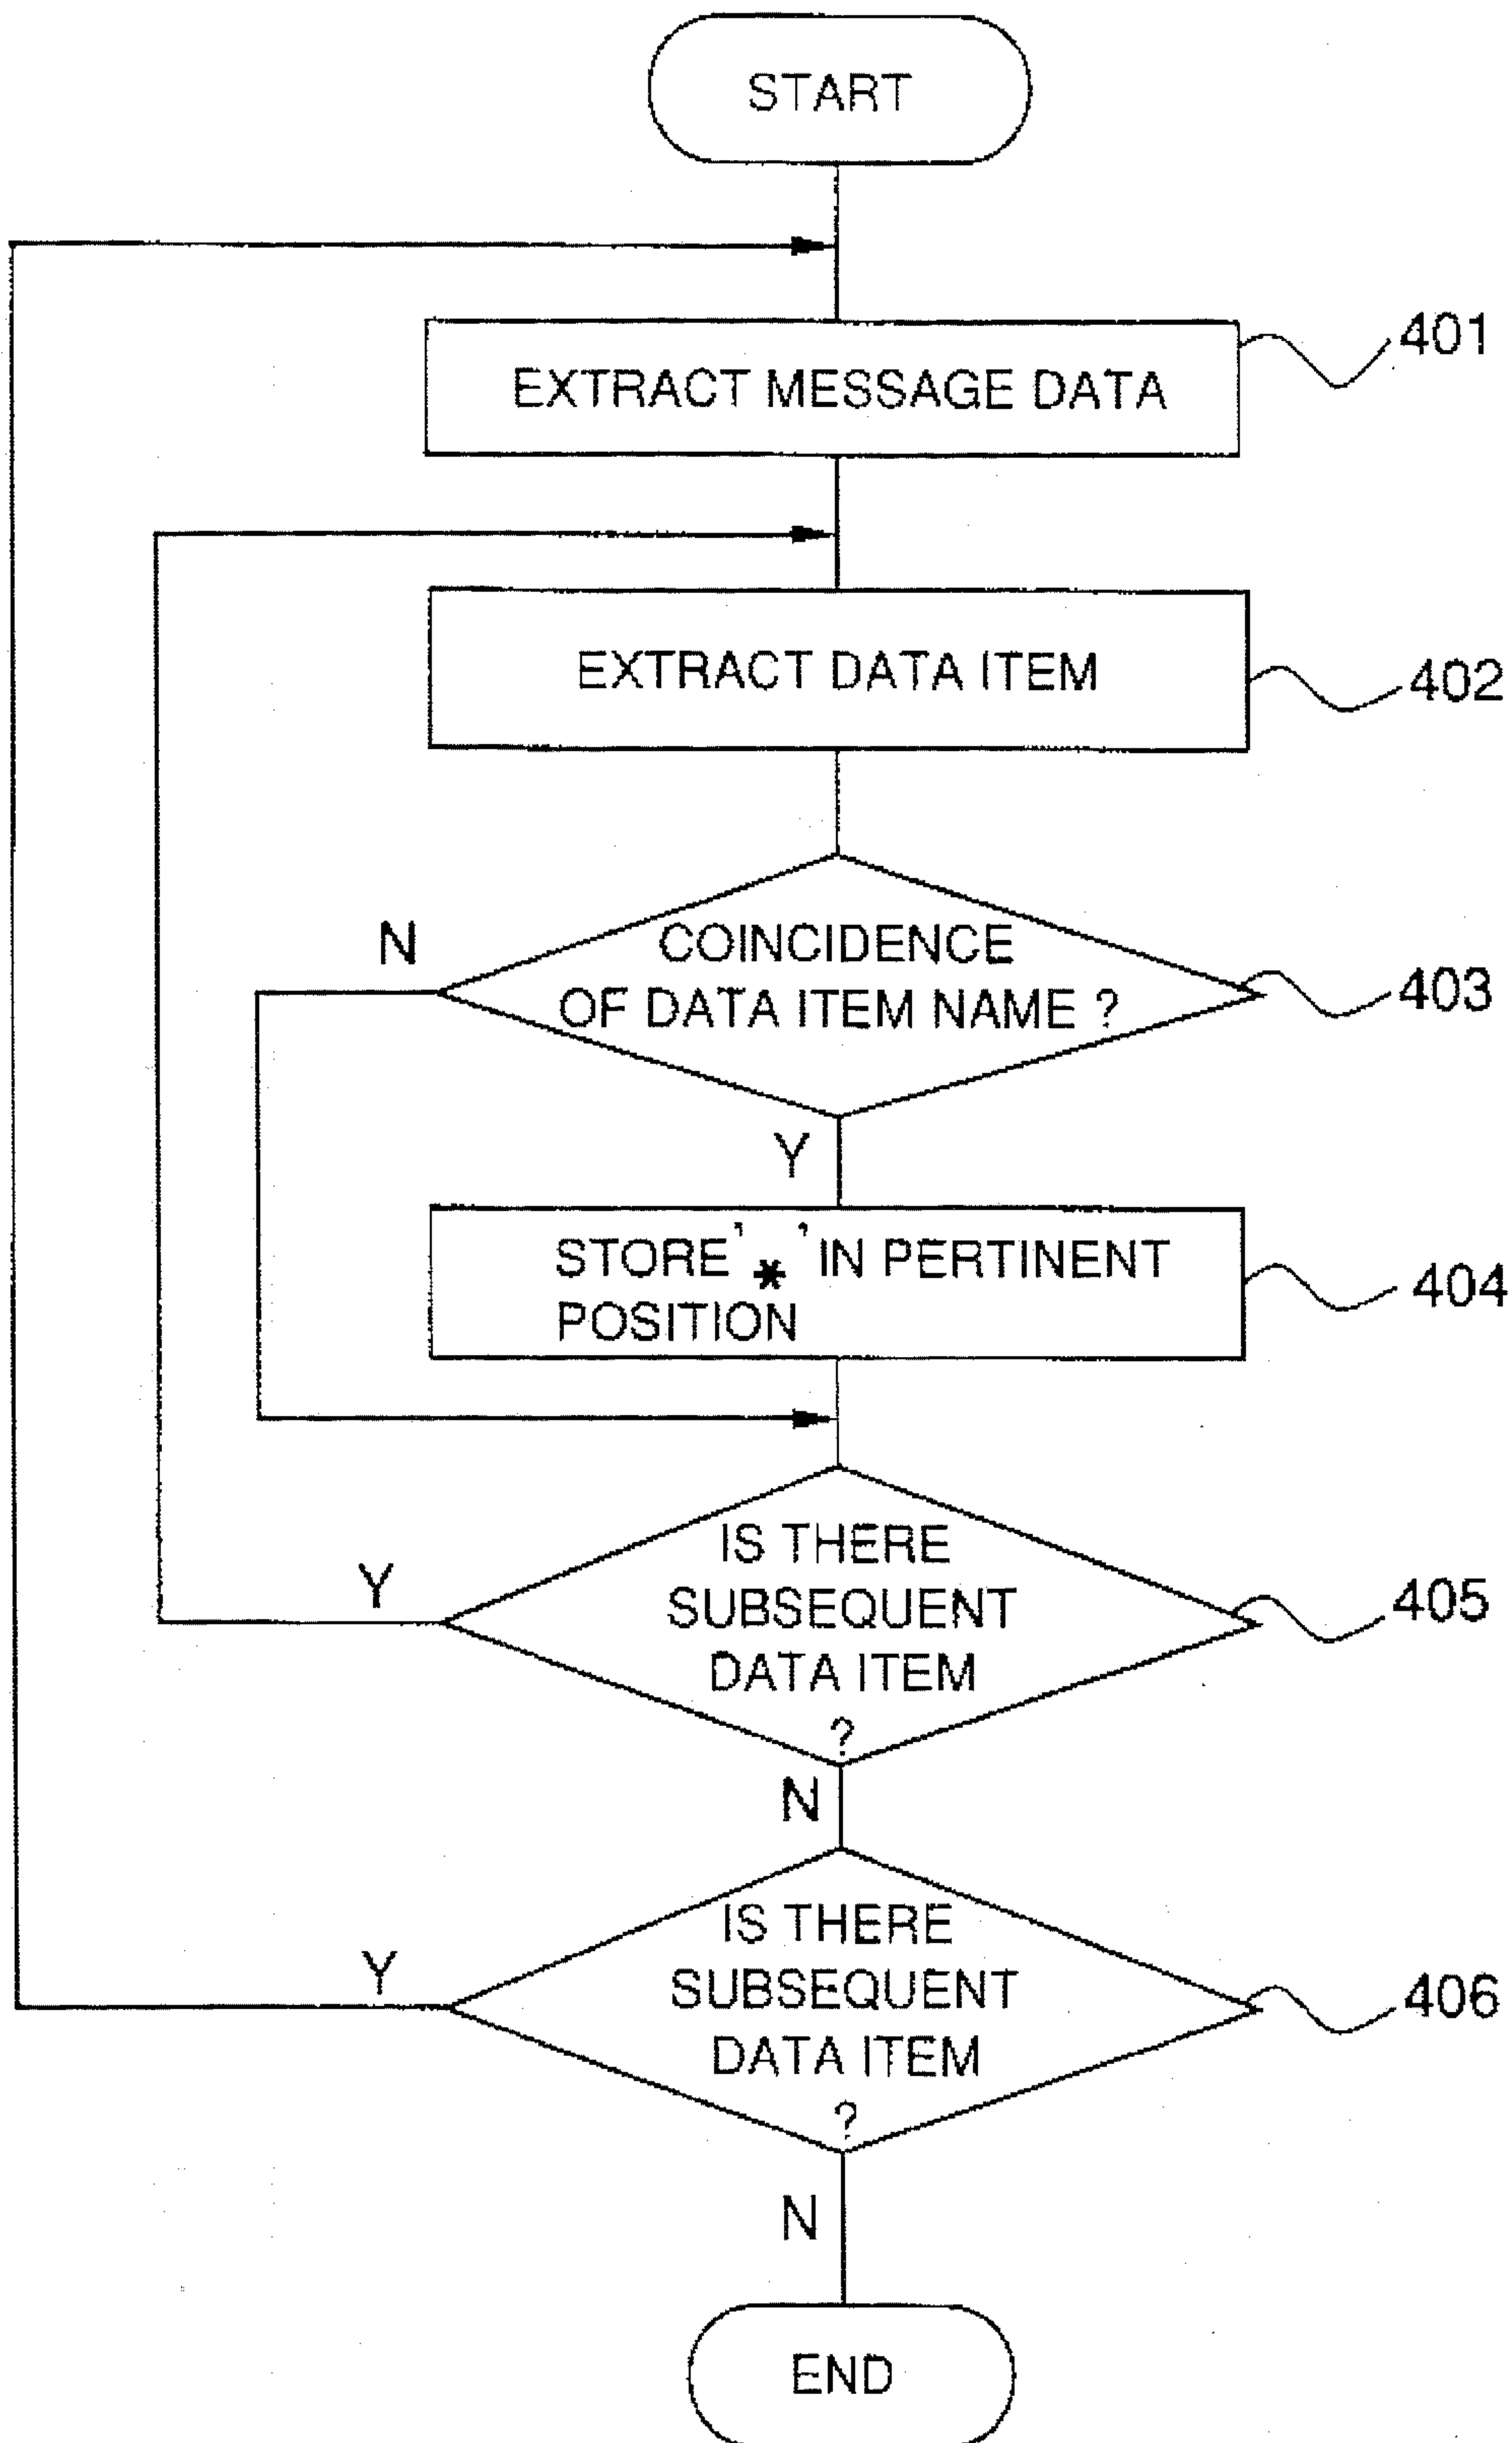 START
EXTRACT MESSAGE DATA
401
EXTRACT DATA ITEM
402
N
COINCIDENCE
OF DATA ITEM NAME ?
403
Y
STORE '*' IN PERTINENT
POSITION
404
IS THERE
SUBSEQUENT
DATA ITEM
?
Y
405
N
IS THERE
SUBSEQUENT
DATA ITEM
?
Y
406
N
END